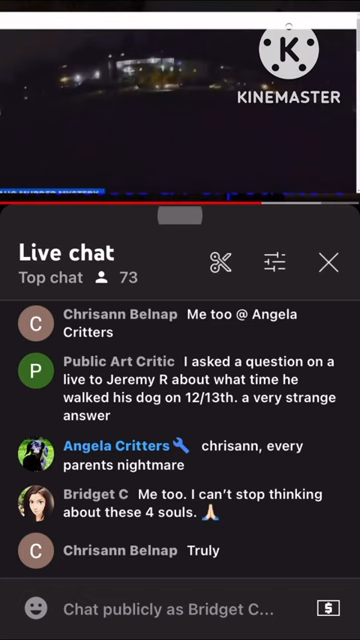 KINEMASTER
Live chat
Top chat 73
Chrisann Belnap Me too @ Angela
Critters
Public Art Critic I asked a question on a
live to Jeremy R about what time he
walked his dog on 12/13th. a very strange
answer
Angela Critters chrisann, every
parents nightmare
Bridget C Me too. I can't stop thinking
about these 4 souls. 🙏🏻
Chrisann Belnap Truly
Chat publicly as Bridget C...